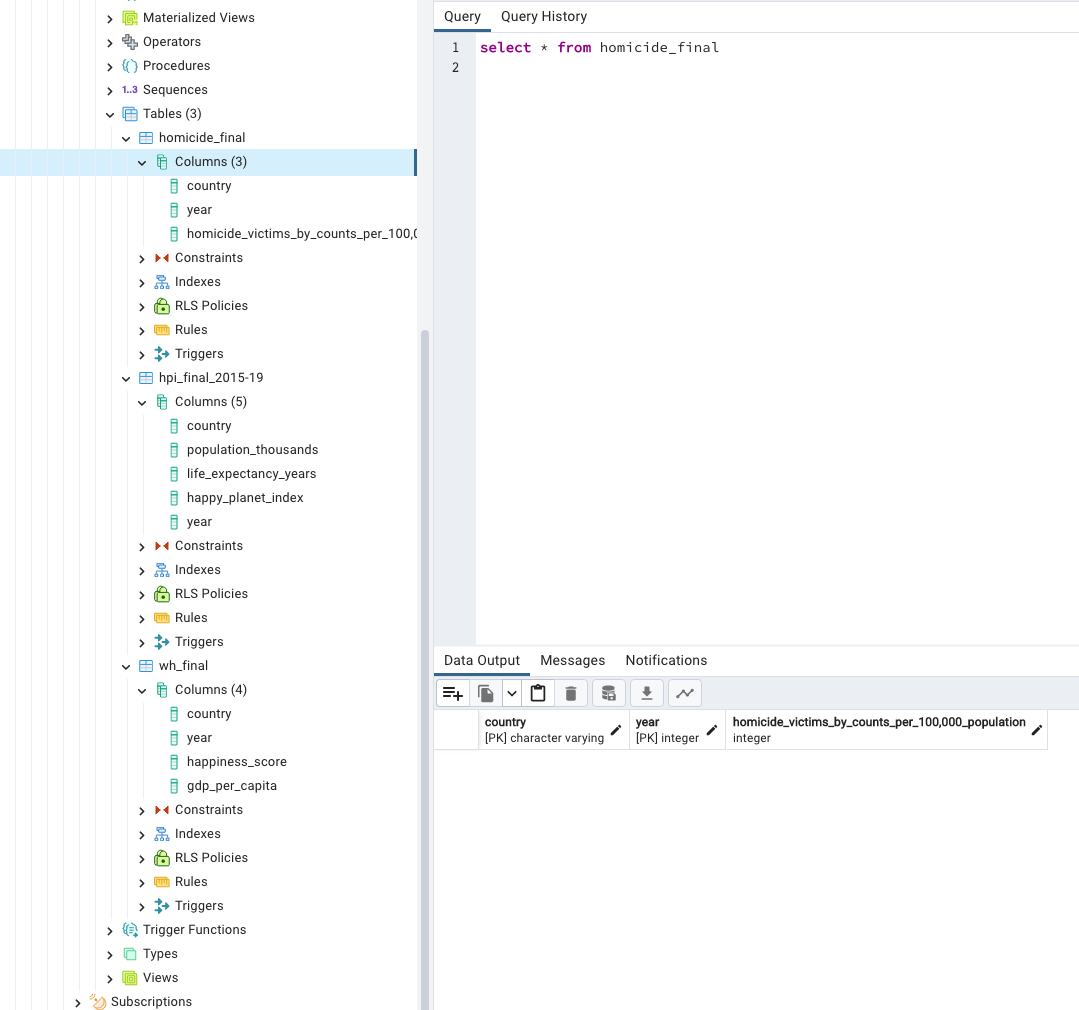 Materialized Views
Operators
Procedures
1..3 Sequences
Tables (3)
homicide_final
Columns (3)
country
year
homicide_victims_by_counts_per_100,0
Constraints
Indexes
RLS Policies
Rules
Triggers
hpi_final_2015-19
Columns (5)
country
population_thousands
life_expectancy_years
happy_planet_index
year
Constraints
Indexes
RLS Policies
Rules
Triggers
wh_final
Columns (4)
country
year
happiness_score
gdp_per_capita
Constraints
Indexes
RLS Policies
Rules
Triggers
Trigger Functions
Types
Views
Subscriptions
Query Query History
1 select * from homicide_final
2
Data Output Messages Notifications
country year homicide_victims_by_counts_per_100,000_population
[PK] character varying [PK] integer integer